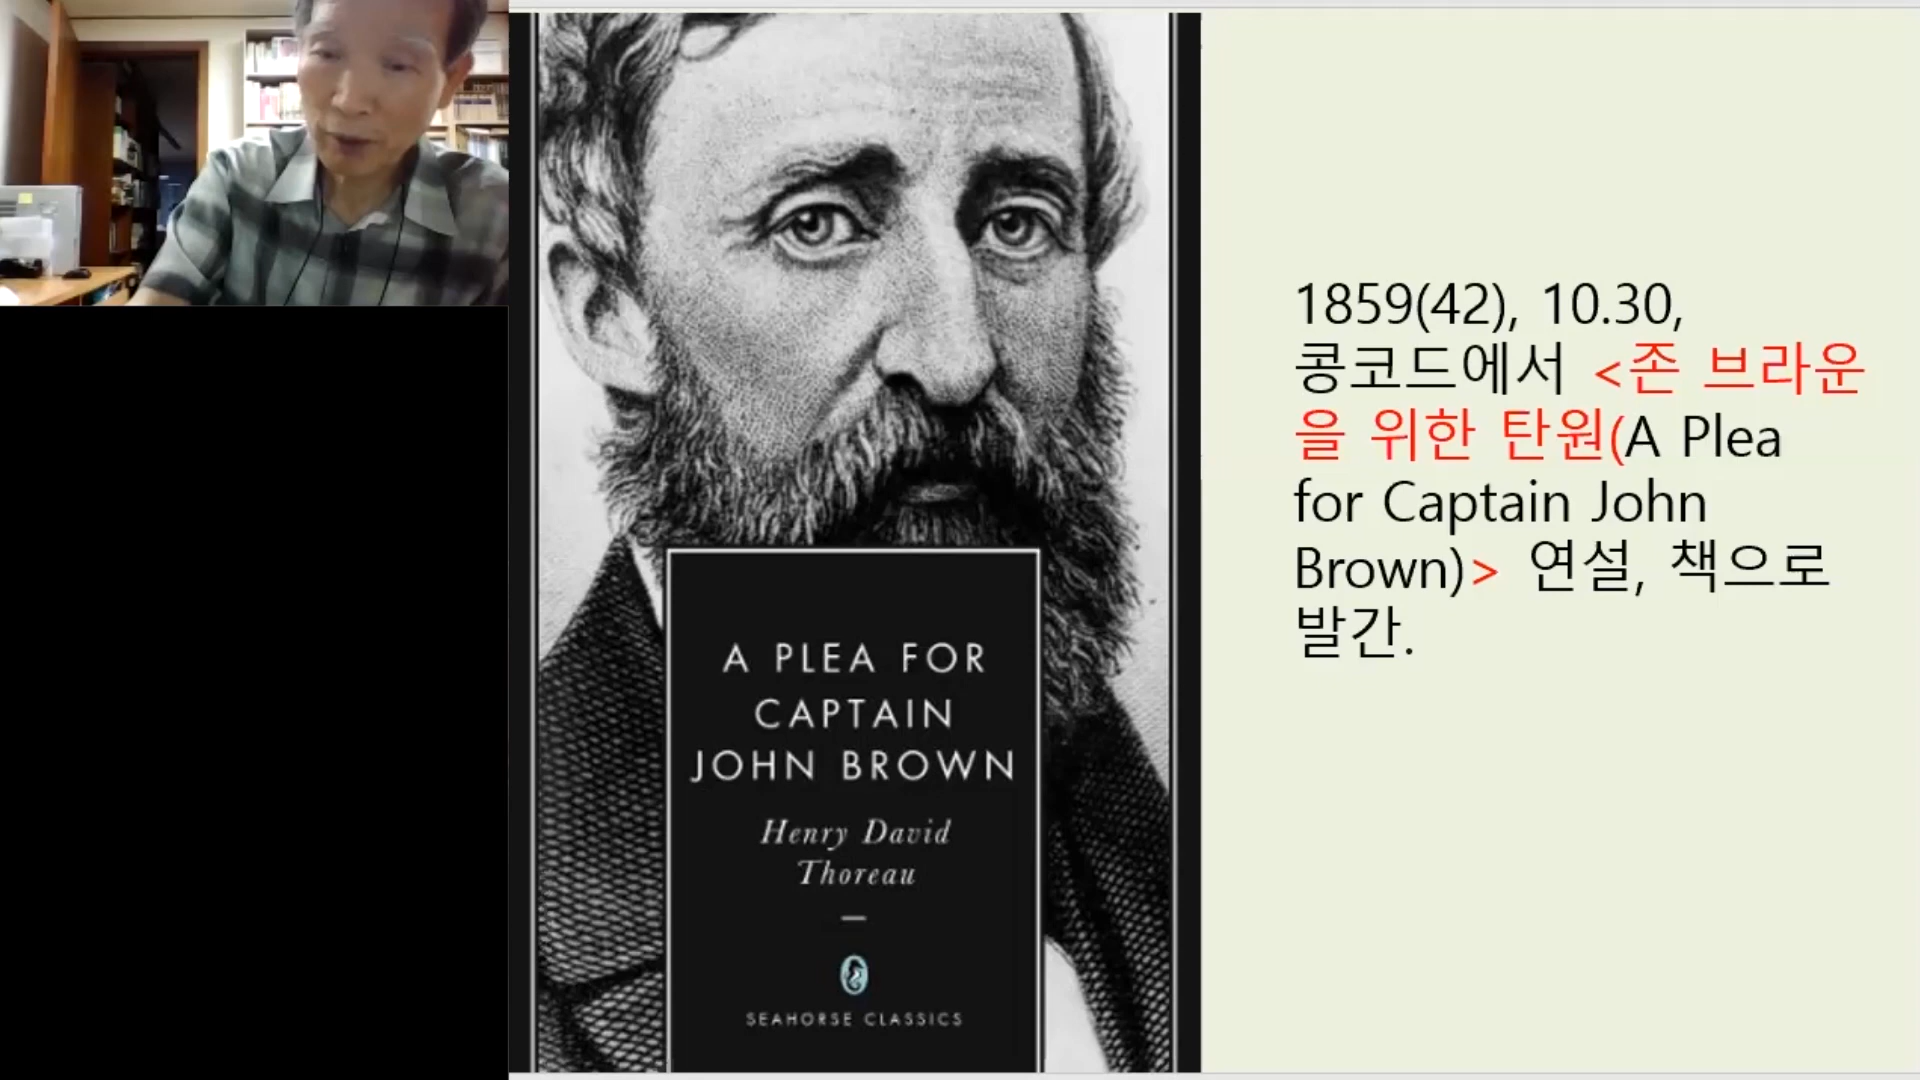 A PLEA FOR
CAPTAIN
JOHN BROWN
Henry David
Thoreau
SEAHORSE CLASSICS
1859(42), 10.30,
콩코드에서 <존 브라운
을 위한 탄원(A Plea
for Captain John
Brown)> 연설, 책으로
발간.